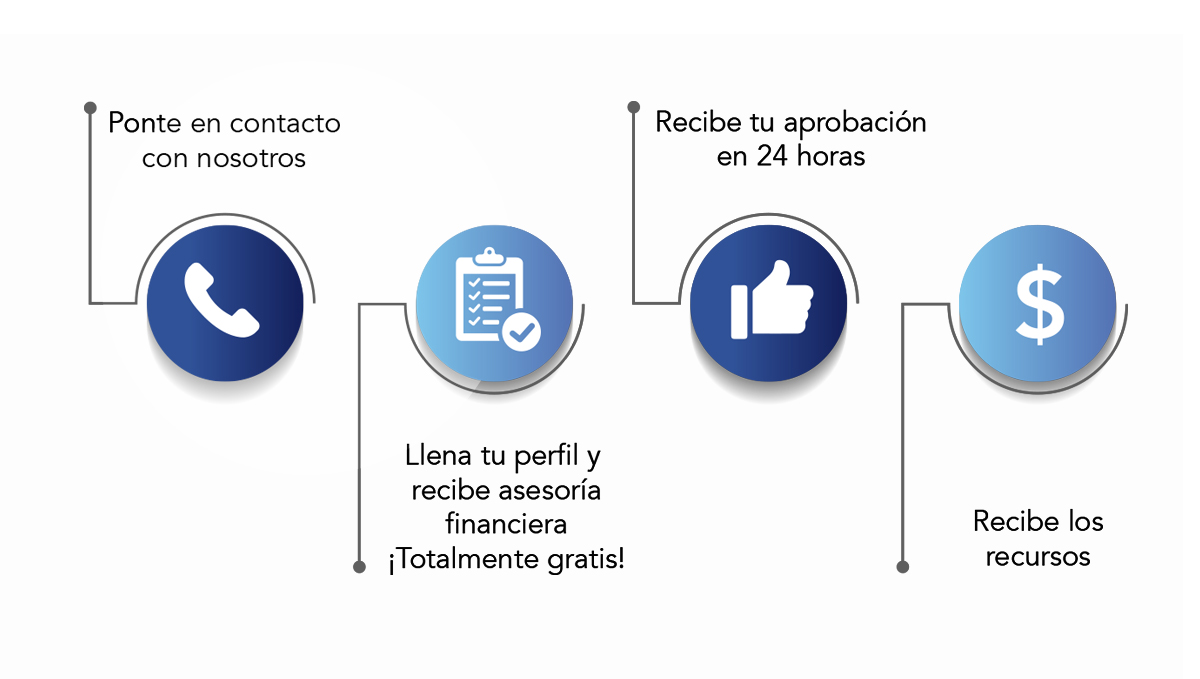 Ponte en contacto
con nosotros
Llena tu perfil y
recibe asesoría
financiera
¡Totalmente gratis!
Recibe tu aprobación
en 24 horas
$
Recibe los
recursos